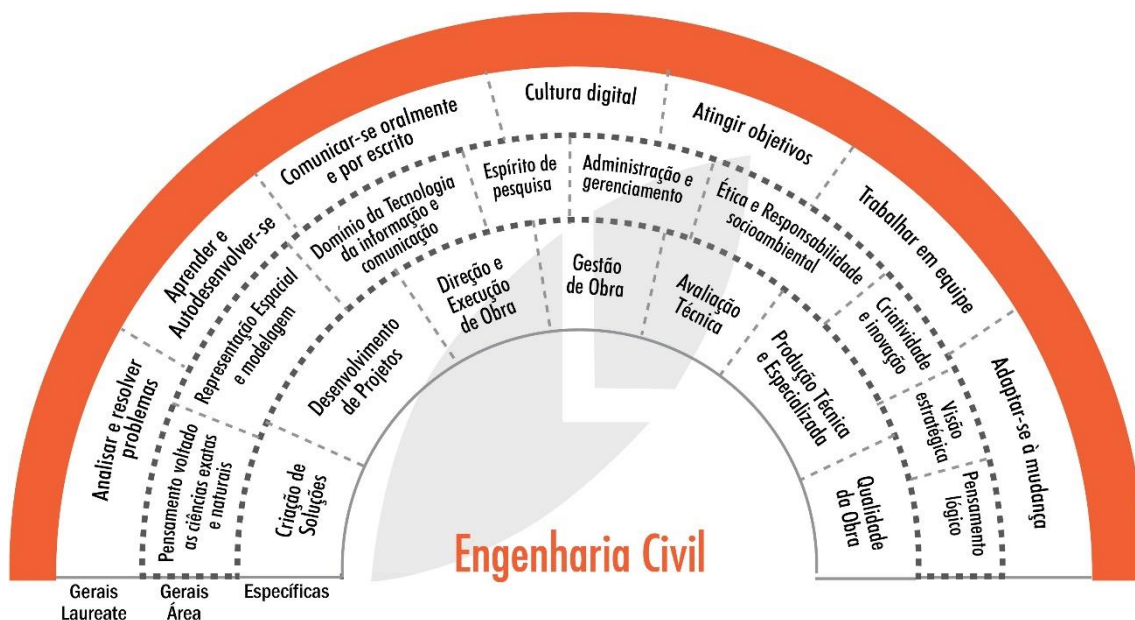 Analisar e resolver
problemas
Aprender e
Autodesenvolver-se
Comunicar-se oralmente
e por escrito
Cultura digital
Atingir objetivos
Trabalhar em equipe
Adaptar-se à mudança
Pensamento voltado
as ciências exatas
e naturais
Representação Espacial
e modelagem
Domínio da Tecnologia
da informação e
comunicação
Espírito de
pesquisa
Administração e
gerenciamento
Ética e Responsabilidade
socioambiental
Criatividade
e inovação
Visão
estratégica
Pensamento
lógico
Criação de
Soluções
Desenvolvimento
de Projetos
Direção e
Execução
de Obra
Gestão
de Obra
Avaliação
Técnica
Produção Técnica
e Especializada
Qualidade
da Obra
Engenharia Civil
Gerais
Laureate
Gerais
Área
Específicas